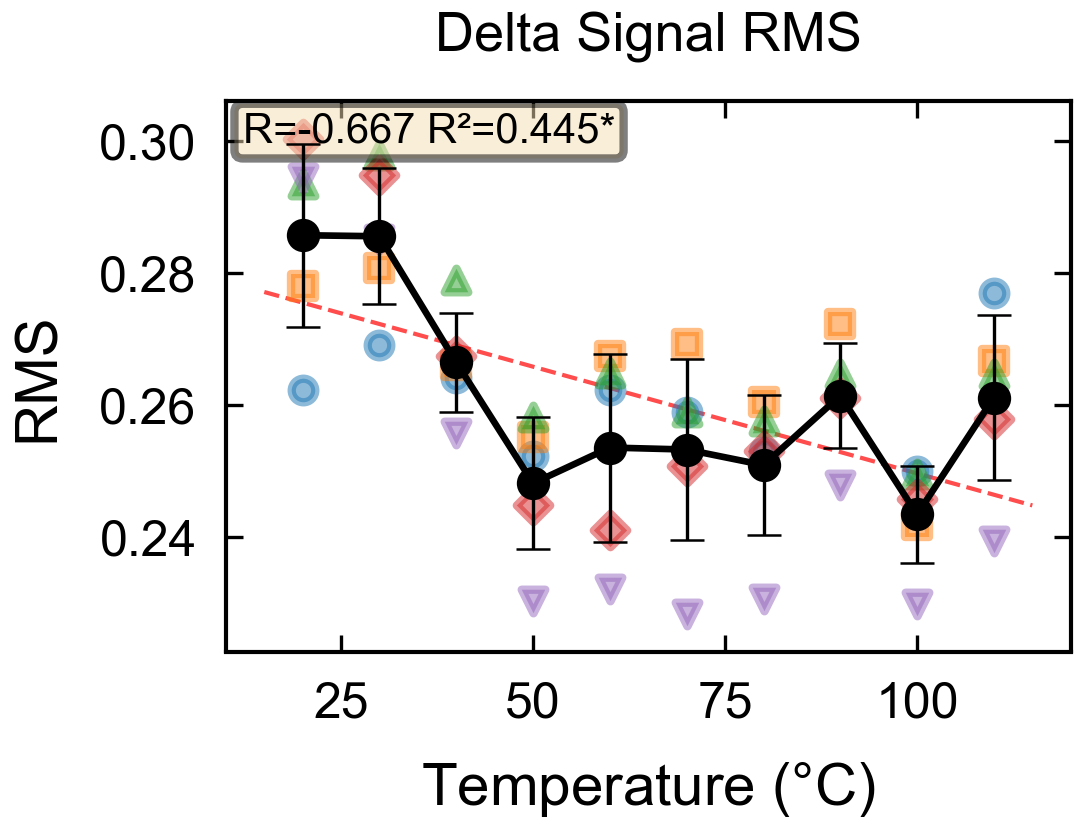 Delta Signal RMS
R=-0.667 R²=0.445*
0.30
0.28
0.26
0.24
RMS
25 50 75 100
Temperature (°C)